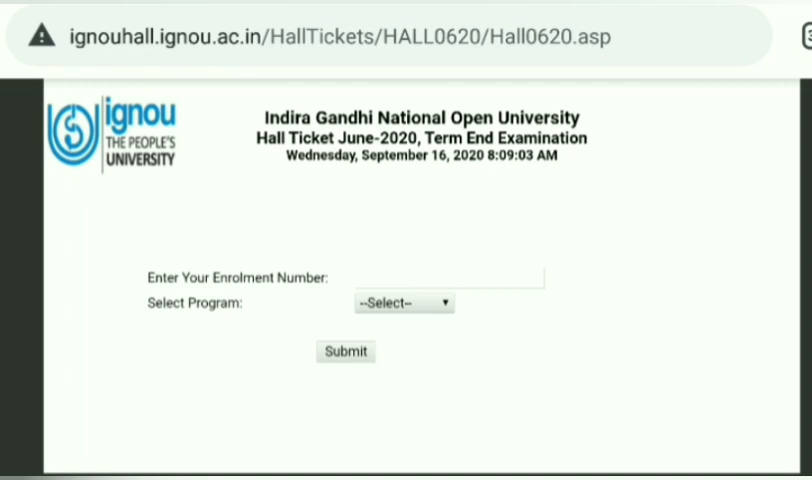 ignouhall.ignou.ac.in/HallTickets/HALL0620/Hall0620.asp
ignou
THE PEOPLE'S
UNIVERSITY
Indira Gandhi National Open University
Hall Ticket June-2020, Term End Examination
Wednesday, September 16, 2020 8:09:03 AM
Enter Your Enrolment Number:
Select Program:
--Select--
Submit